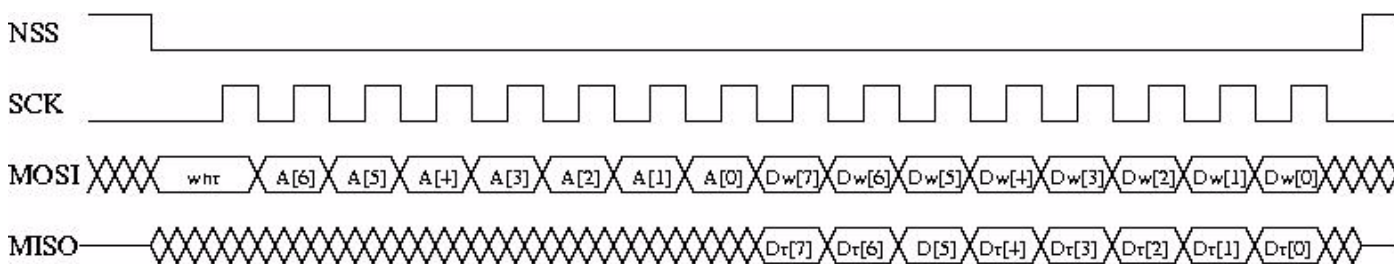 NSS
SCK
MOSI whr A[6] A[5] A[4] A[3] A[2] A[1] A[0] Dw[7] Dw[6] Dw[5] Dw[4] Dw[3] Dw[2] Dw[1] Dw[0]
MISO Dr[7] Dr[6] D[5] Dr[4] Dr[3] Dr[2] Dr[1] Dr[0]